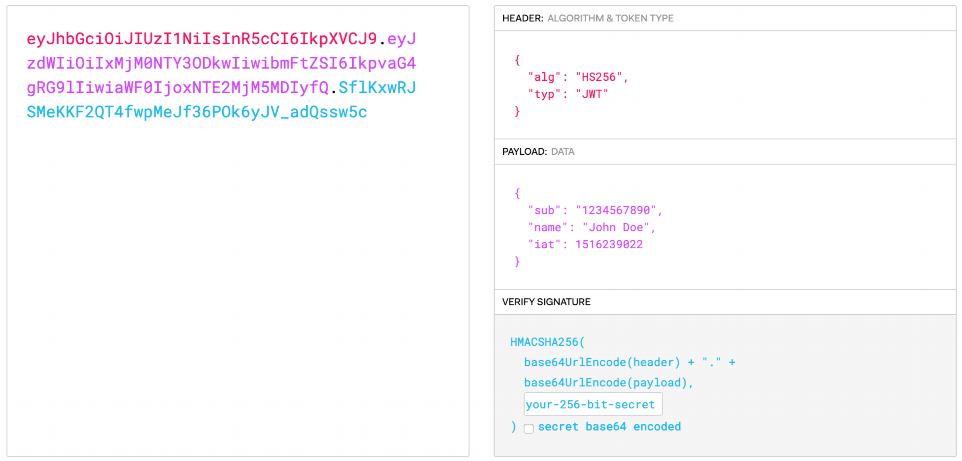 eyJhbGciOiJIUzI1NiIsInR5cCI6IkpXVCJ9.eyJ
zdWIiOiIxMjM0NTY3ODkwIiwibmFtZSI6IkpvaG4
gRG9lIiwiaWF0IjoxNTE2MjM5MDIyfQ.SflKxwRJ
SMeKKF2QT4fwpMeJf36POk6yJV_adQssw5c
HEADER: ALGORITHM & TOKEN TYPE
{
"alg": "HS256",
"typ": "JWT"
}
PAYLOAD: DATA
{
"sub": "1234567890",
"name": "John Doe",
"iat": 1516239022
}
VERIFY SIGNATURE
HMACSHA256(
base64UrlEncode(header) + "." +
base64UrlEncode(payload),
your-256-bit-secret
) secret base64 encoded